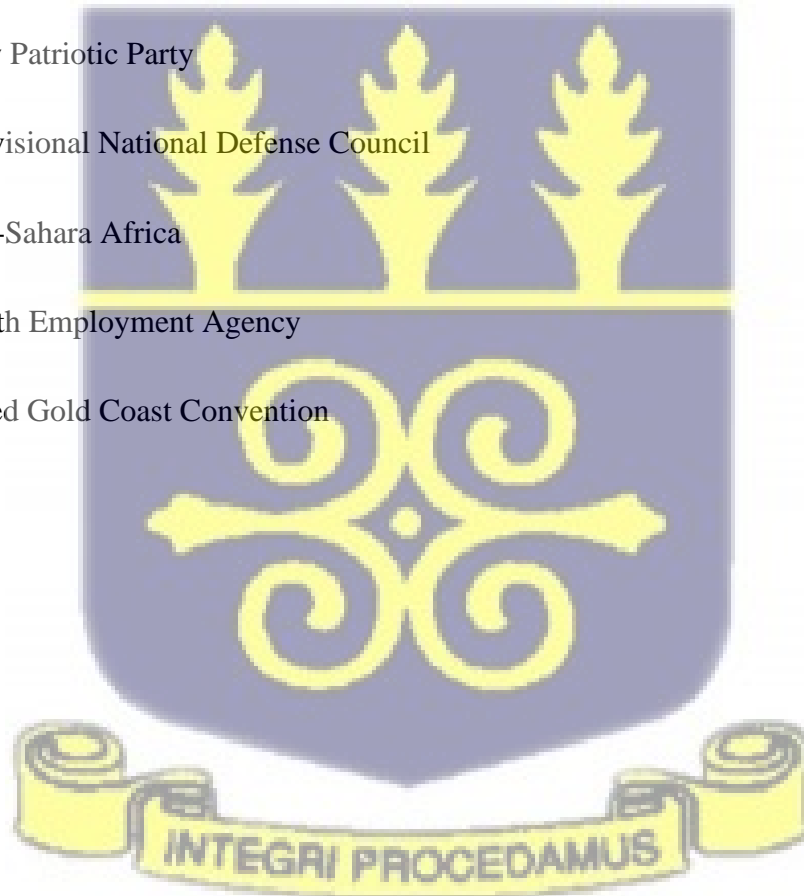 Patriotic Party
visional National Defense Council
-Sahara Africa
th Employment Agency
ed Gold Coast Convention
INTEGRI PROCEDAMUS